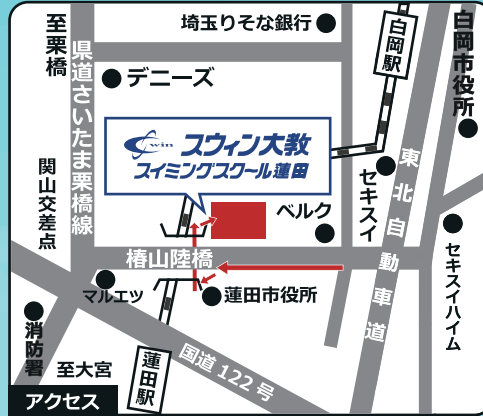 至栗橋
埼玉りそな銀行
白岡駅
白岡市役所
県道さいたま栗橋線
デニーズ
win
スウィン大教
スイミングスクール蓮田
関山交差点
東北自動車道
セキスイ
ベルク
セキスイハイム
椿山陸橋
マルエツ
蓮田市役所
消防署
至大宮
蓮田駅
国道122号
アクセス